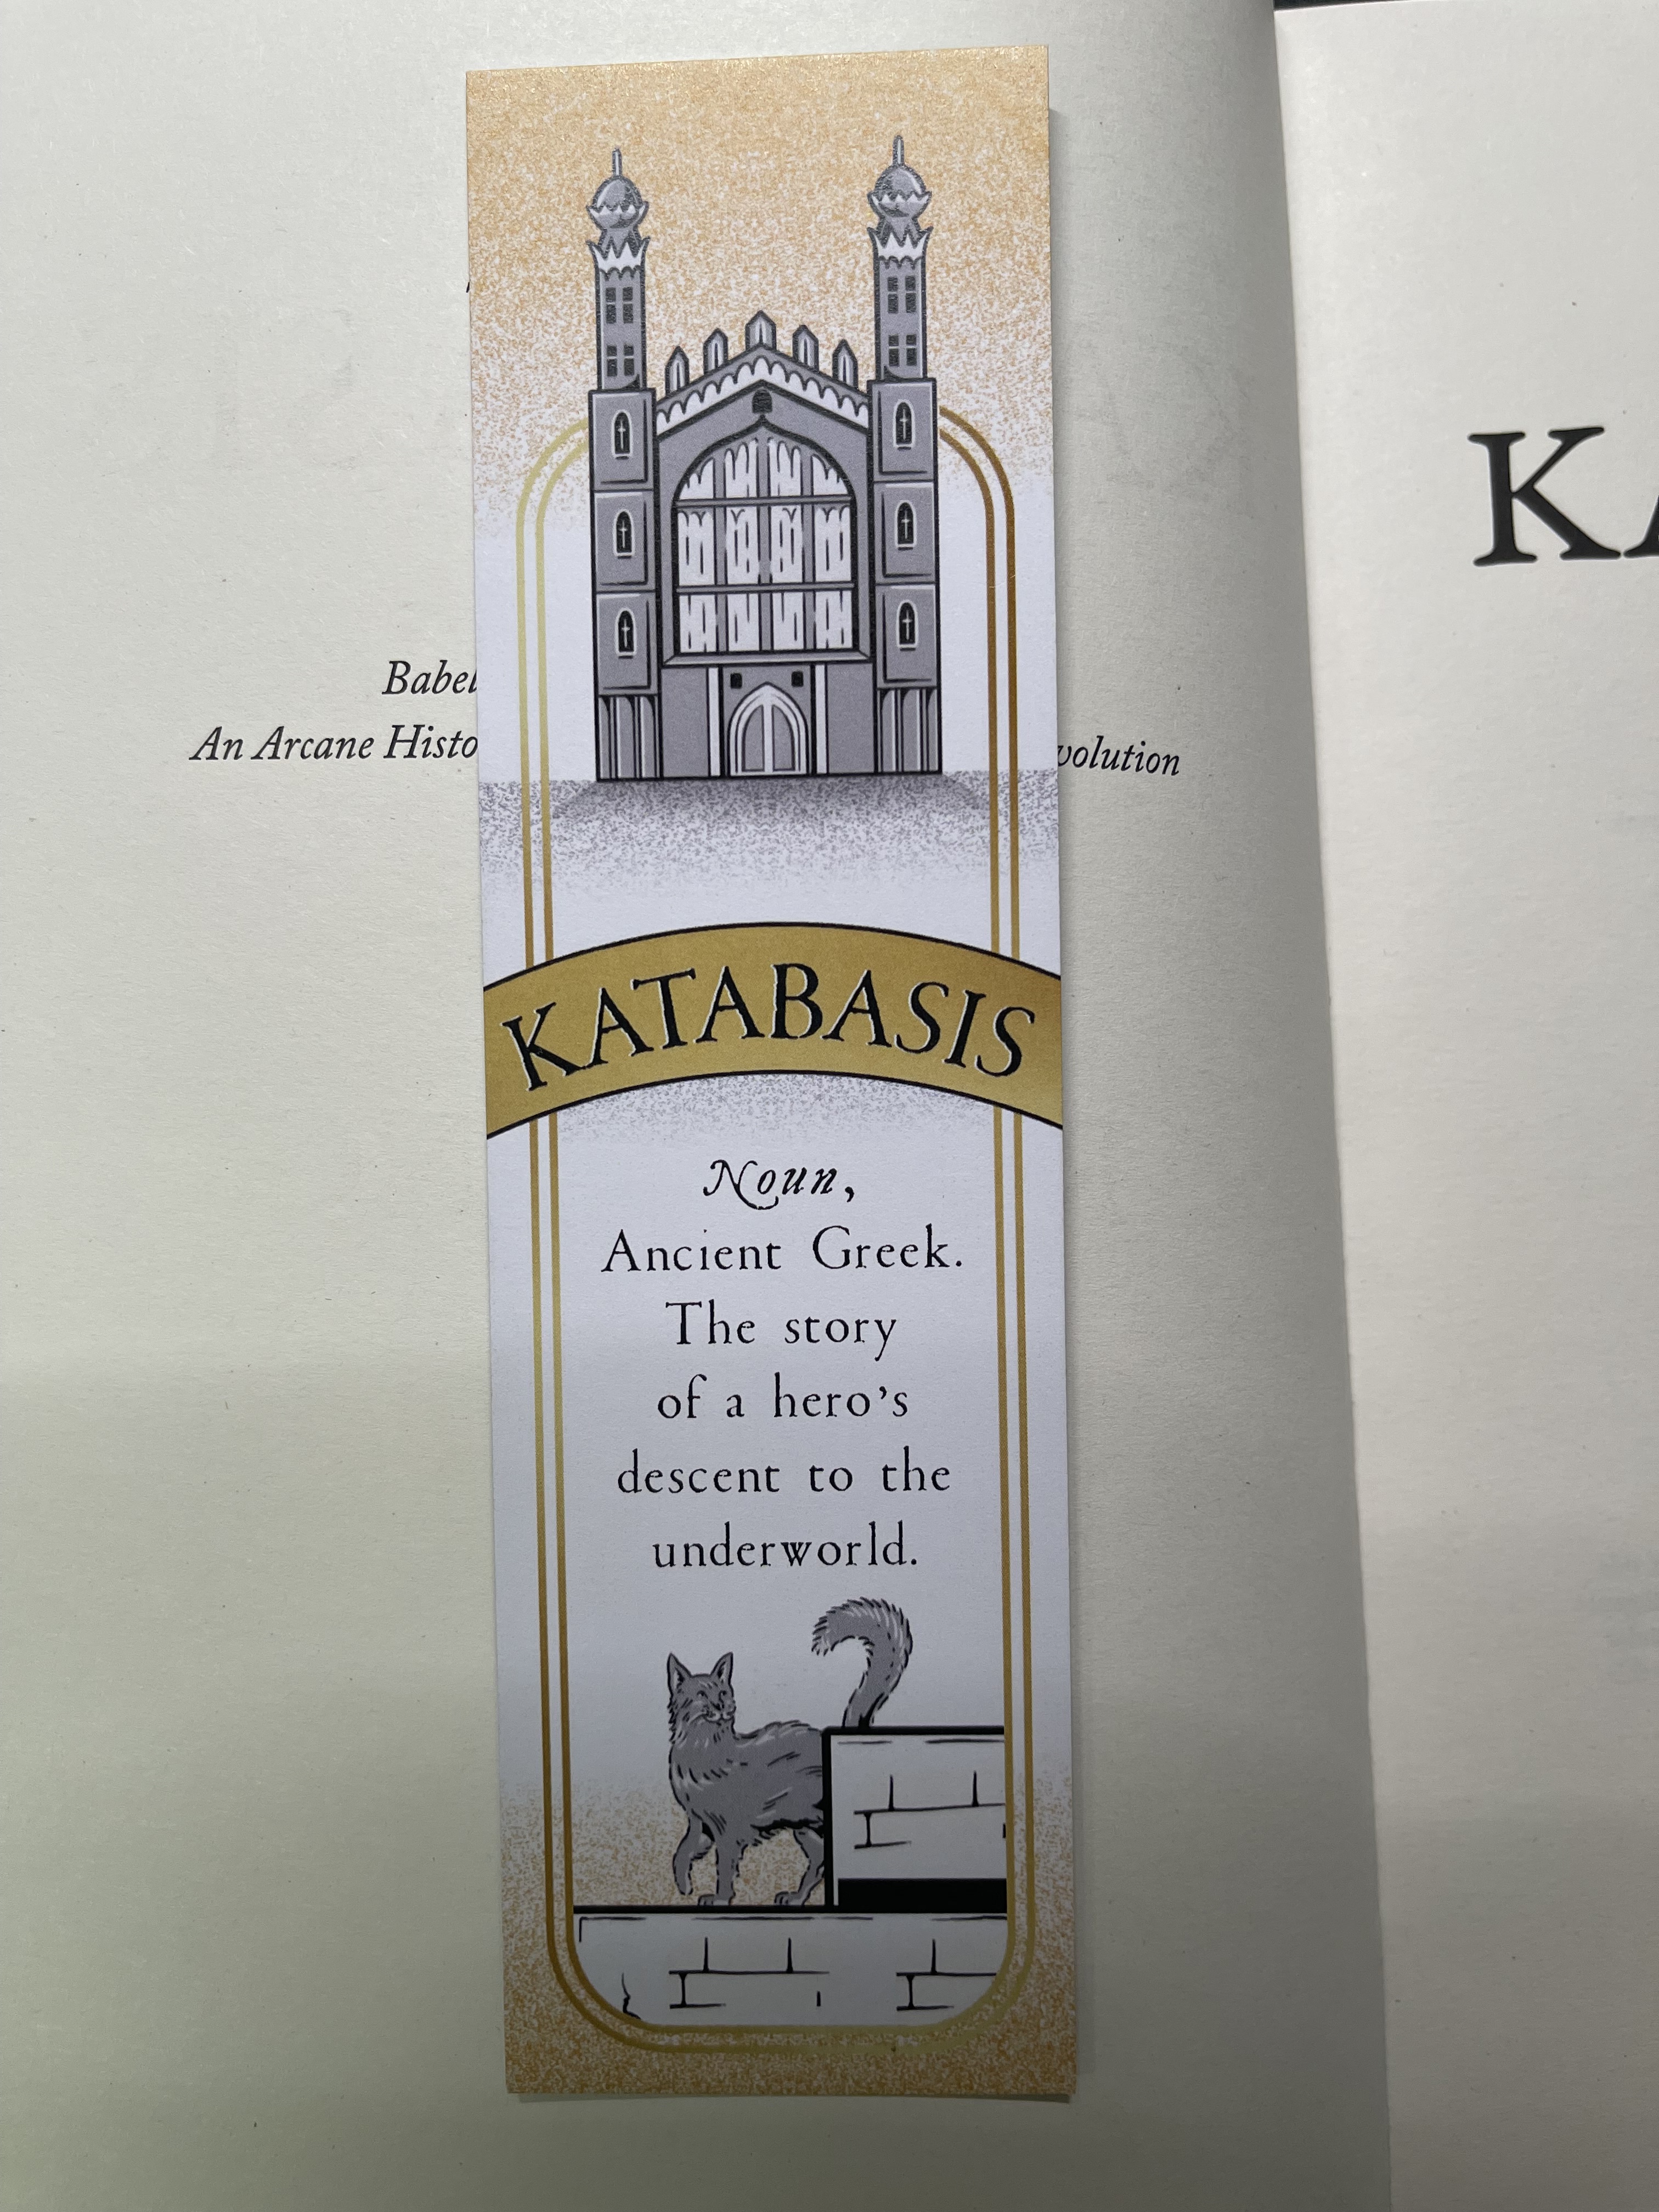 Babel
An Arcane Histo
volution
KA
KATABASIS
Noun,
Ancient Greek.
The story
of a hero's
descent to the
underworld.